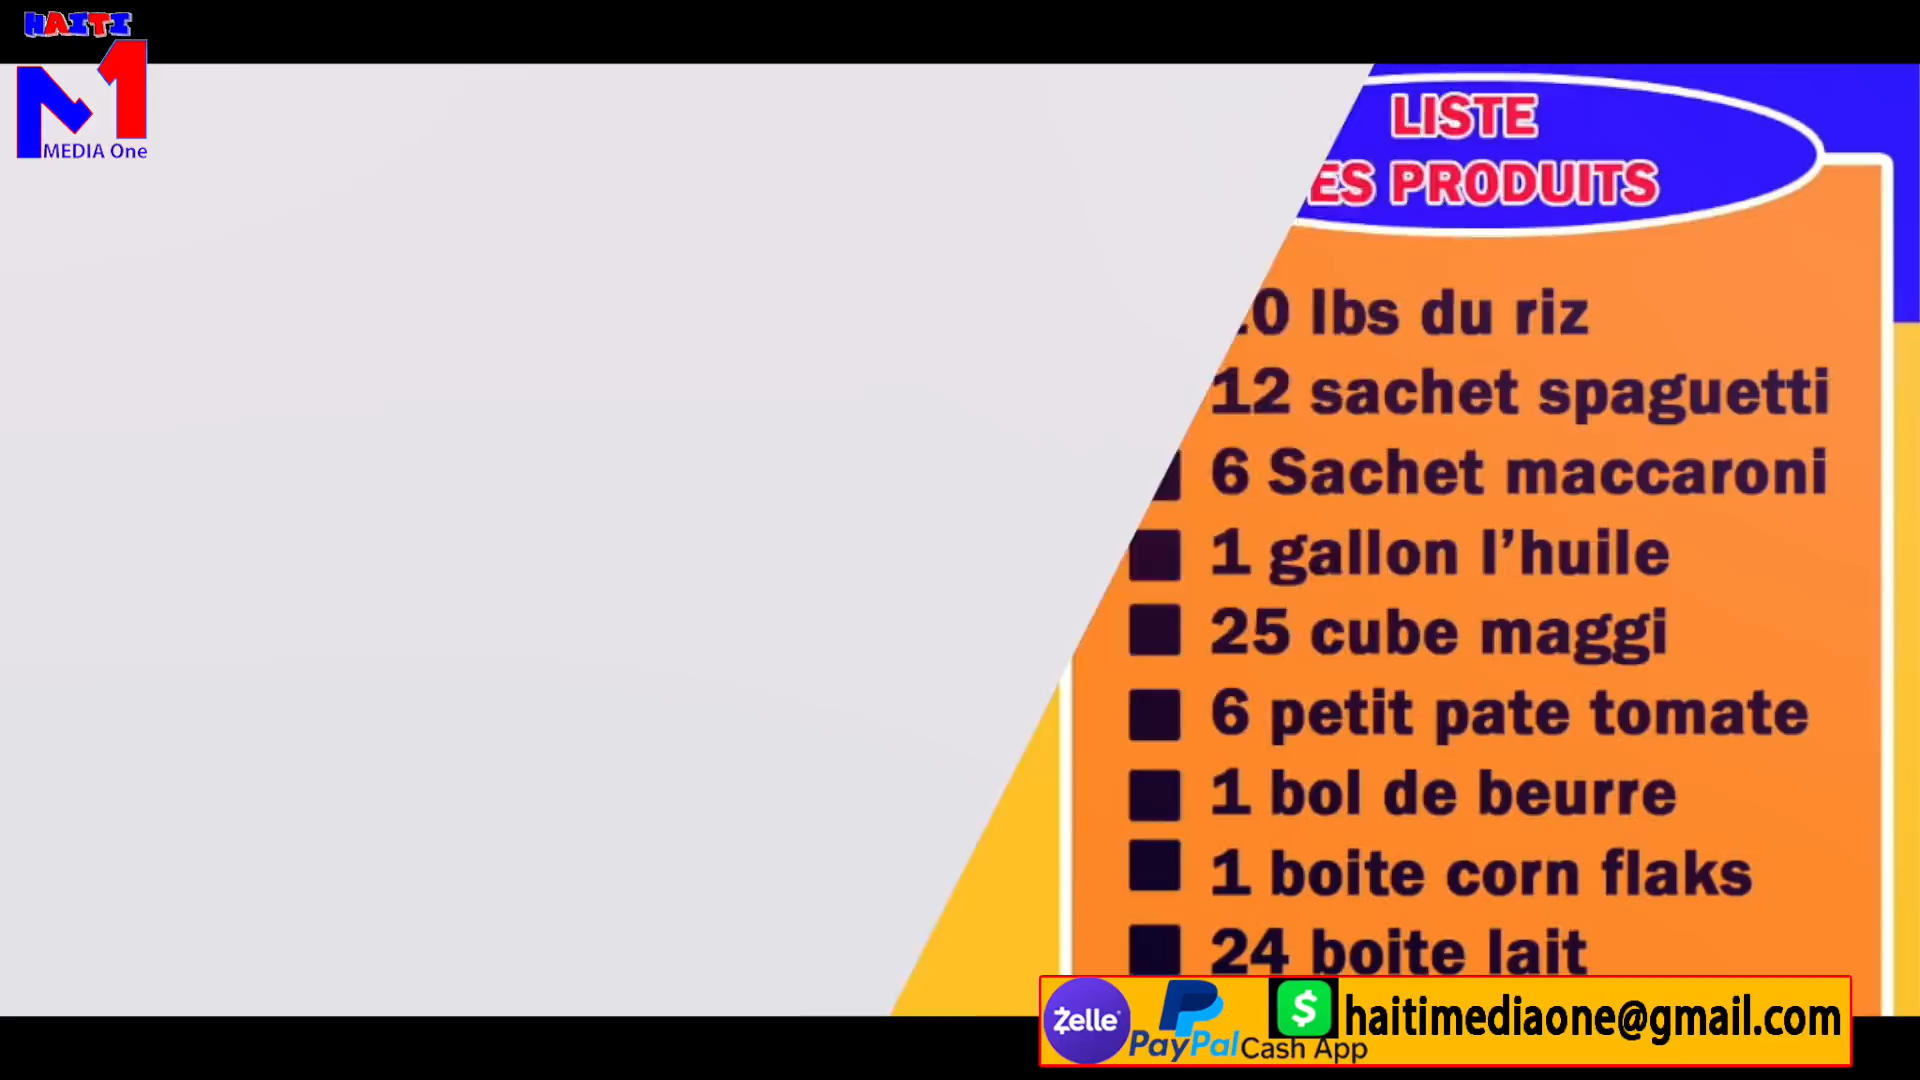 HAITI
M1
MEDIA One
LISTE
ES PRODUITS
0 lbs du riz
12 sachet spaguetti
6 Sachet maccaroni
1 gallon l’huile
25 cube maggi
6 petit pate tomate
1 bol de beurre
1 boite corn flaks
24 boite lait
Zelle
PayPal
$
Cash App
haitimediaone@gmail.com